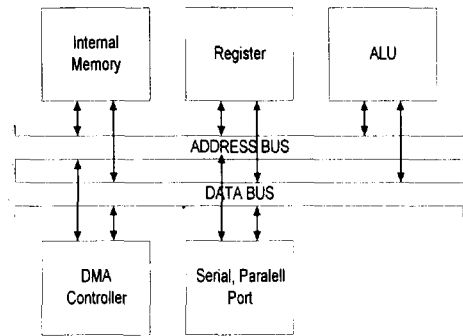 Internal
Memory
Register
ALU
ADDRESS BUS
DATA BUS
DMA
Controller
Serial, Paralell
Port